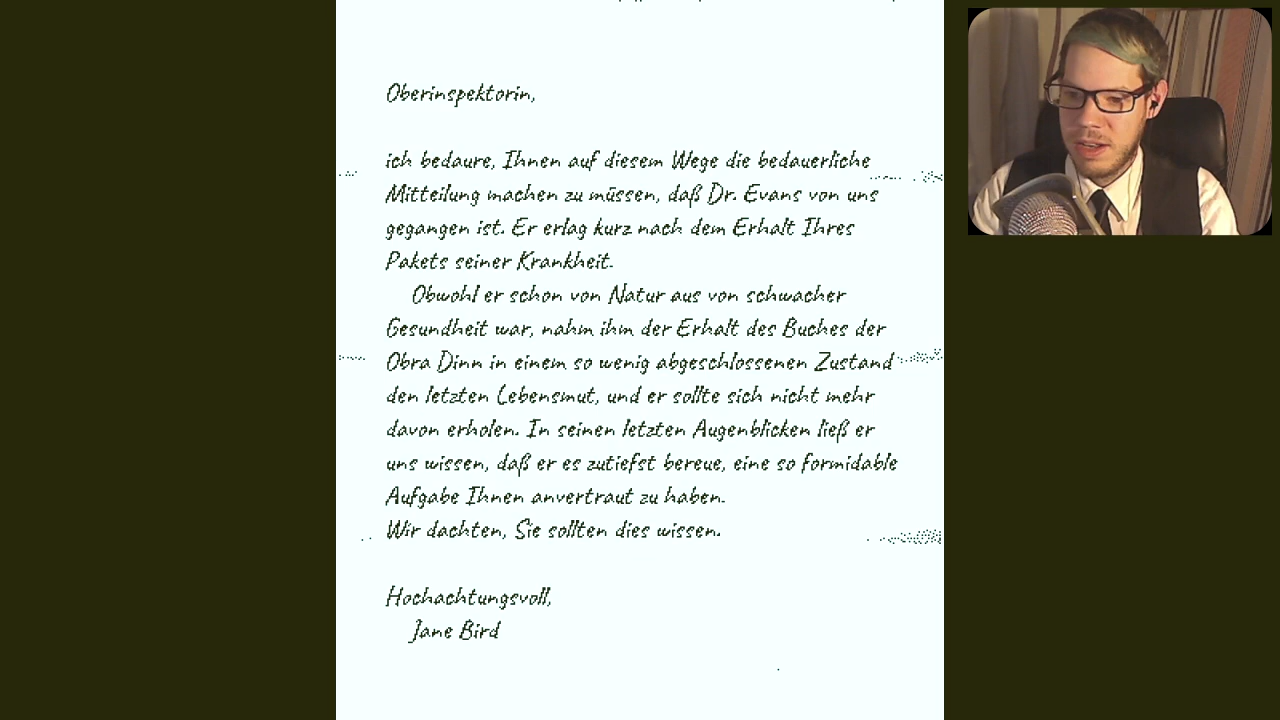 Oberinspektorin,
ich bedaure, Ihnen auf diesem Wege die bedauerliche
Mitteilung machen zu müssen, daß Dr. Evans von uns
gegangen ist. Er erlag kurz nach dem Erhalt Ihres
Pakets seiner Krankheit.
Obwohl er schon von Natur aus von schwacher
Gesundheit war, nahm ihm der Erhalt des Buches der
Obra Dinn in einem so wenig abgeschlossenen Zustand
den letzten Lebensmut, und er sollte sich nicht mehr
davon erholen. In seinen letzten Augenblicken ließ er
uns wissen, daß er es zutiefst bereue, eine so formidable
Aufgabe Ihnen anvertraut zu haben.
Wir dachten, Sie sollten dies wissen.
Hochachtungsvoll,
Jane Bird